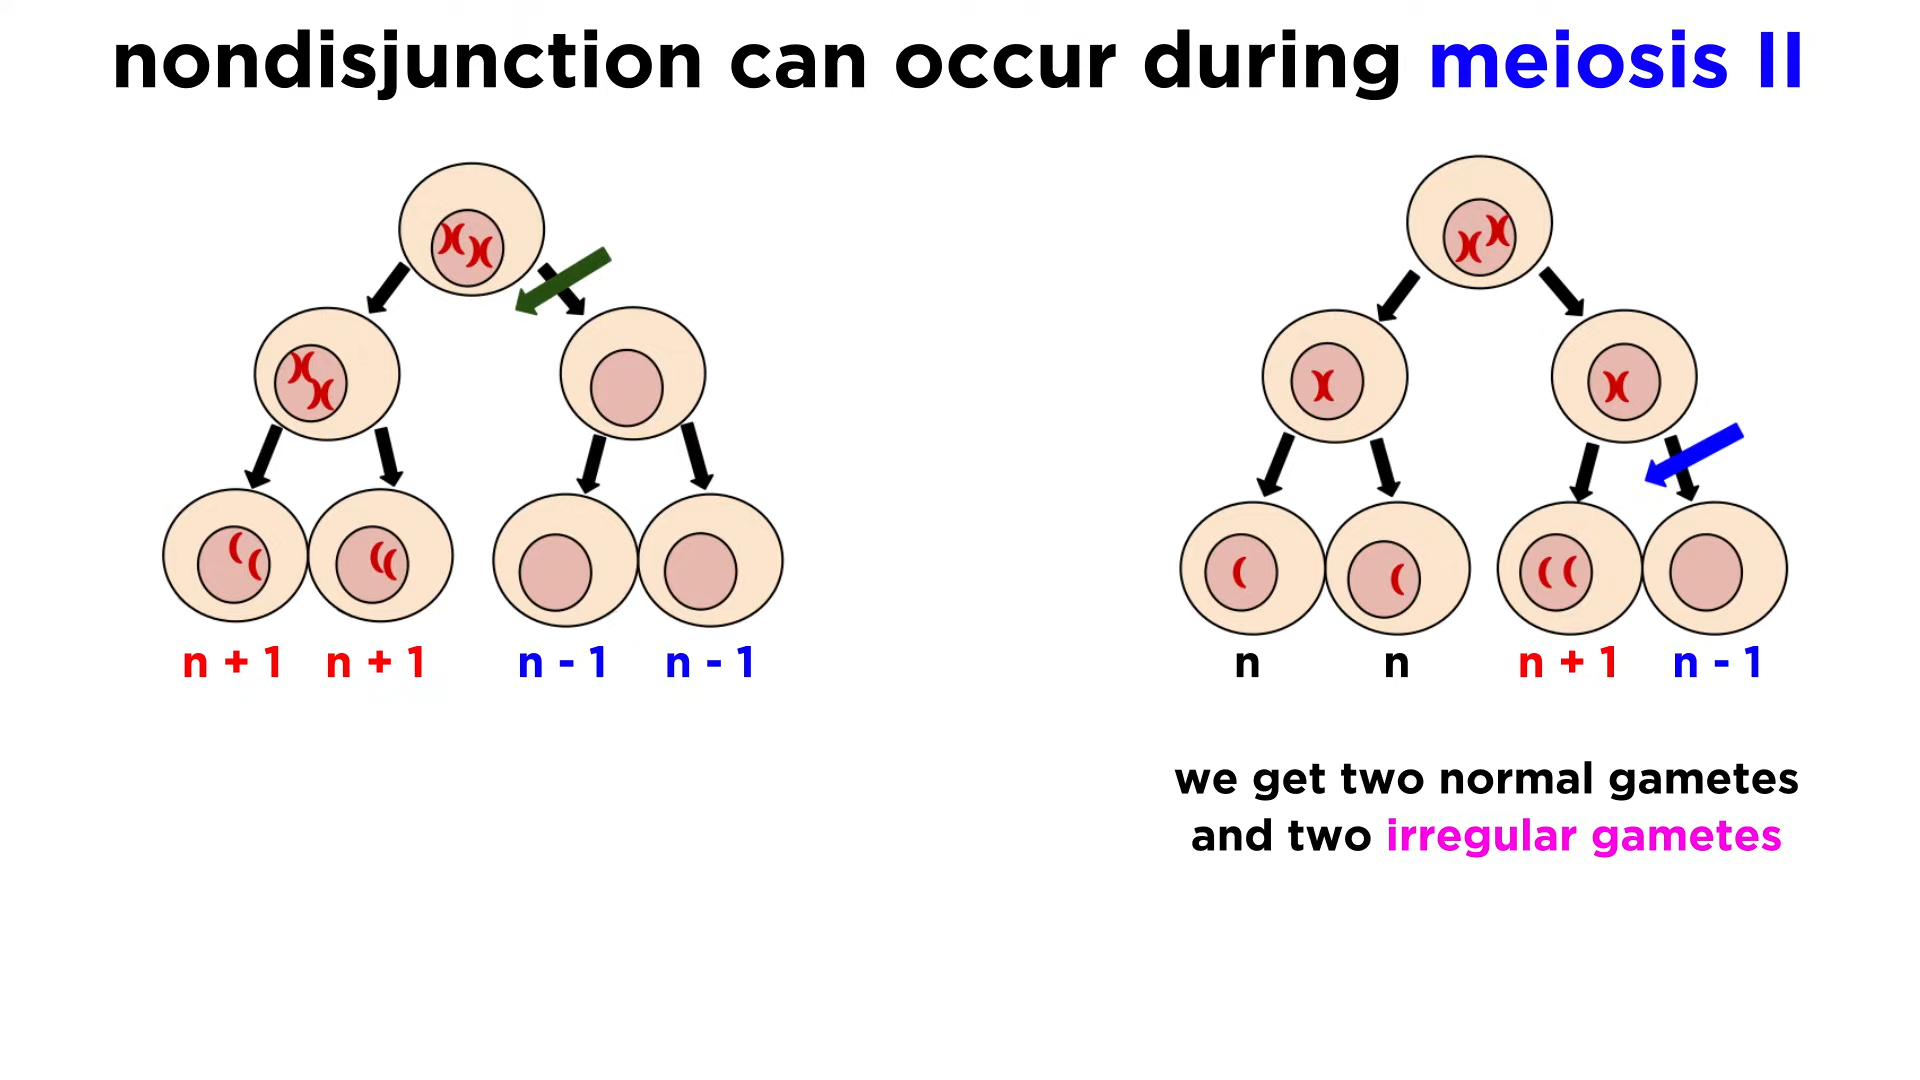 nondisjunction can occur during meiosis II
n + 1 n + 1 n - 1 n - 1
n n n + 1 n - 1
we get two normal gametes
and two irregular gametes